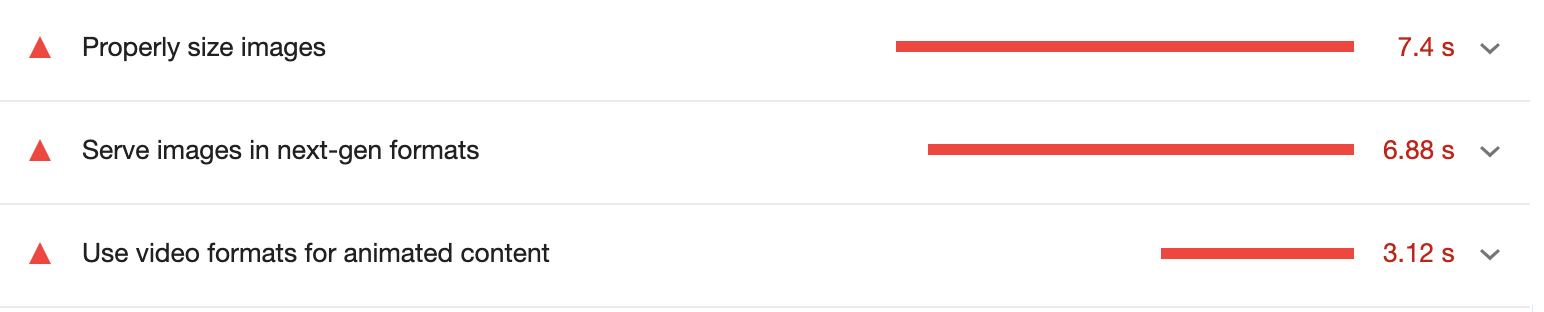 Properly size images 7.4 s
Serve images in next-gen formats 6.88 s
Use video formats for animated content 3.12 s